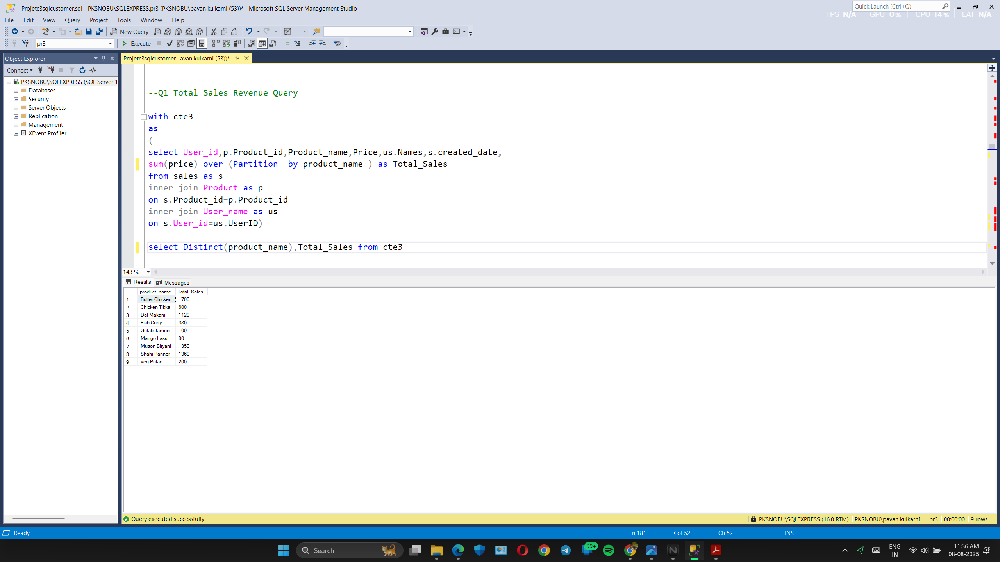 Projetc3sqlcustomer.sql - PKSNOBU\SQLEXPRESS.pr3 (PKSNOBU\pavan kulkarni (53))* - Microsoft SQL Server Management Studio
Quick Launch (Ctrl+Q)
FPS N/A GPU 0% CPU 14% LAT N/A
File Edit View Query Project Tools Window Help
New Query MDX DMX XMLA DAX
pr3 Execute
Object Explorer
Connect
PKSNOBU\SQLEXPRESS (SQL Server 1
Databases
Security
Server Objects
Replication
Management
XEvent Profiler
Projetc3sqlcustomer...avan kulkarni (53))*
--Q1 Total Sales Revenue Query
with cte3
as
(
select User_id,p.Product_id,Product_name,Price,us.Names,s.created_date,
sum(price) over (Partition  by product_name ) as Total_Sales
from sales as s
inner join Product as p
on s.Product_id=p.Product_id
inner join User_name as us
on s.User_id=us.UserID)
select Distinct(product_name),Total_Sales from cte3
143 %
Results Messages
product_name Total_Sales
1 Butter Chicken 1700
2 Chicken Tikka 600
3 Dal Makani 1120
4 Fish Curry 380
5 Gulab Jamun 100
6 Mango Lassi 80
7 Mutton Biryani 1350
8 Shahi Panner 1360
9 Veg Pulao 200
Query executed successfully. PKSNOBU\SQLEXPRESS (16.0 RTM) PKSNOBU\pavan kulkarni... pr3 00:00:00 9 rows
Ready Ln 181 Col 52 Ch 52 INS
Search 99+ ENG IN 11:36 AM
08-08-2025